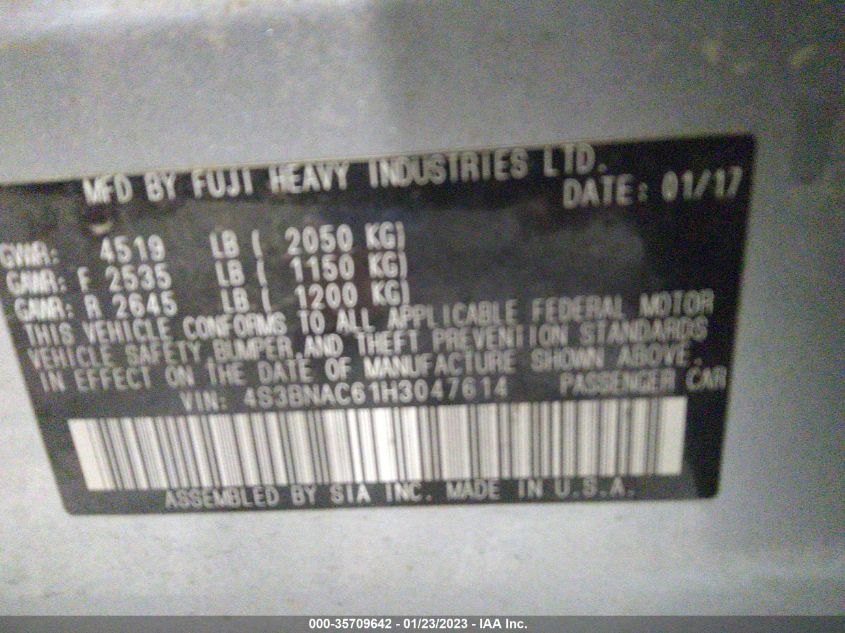 MFD BY FUJI HEAVY INDUSTRIES LTD.
DATE: 01/17
GVWR: 4519 LB ( 2050 KG)
GAWR: F 2535 LB ( 1150 KG)
GAWR: R 2645 LB ( 1200 KG)
THIS VEHICLE CONFORMS TO ALL APPLICABLE FEDERAL MOTOR
VEHICLE SAFETY, BUMPER, AND THEFT PREVENTION STANDARDS
IN EFFECT ON THE DATE OF MANUFACTURE SHOWN ABOVE.
VIN: 4S3BNAC61H3047614 PASSENGER CAR
ASSEMBLED BY SIA INC. MADE IN U.S.A.
000-35709642 - 01/23/2023 - IAA Inc.